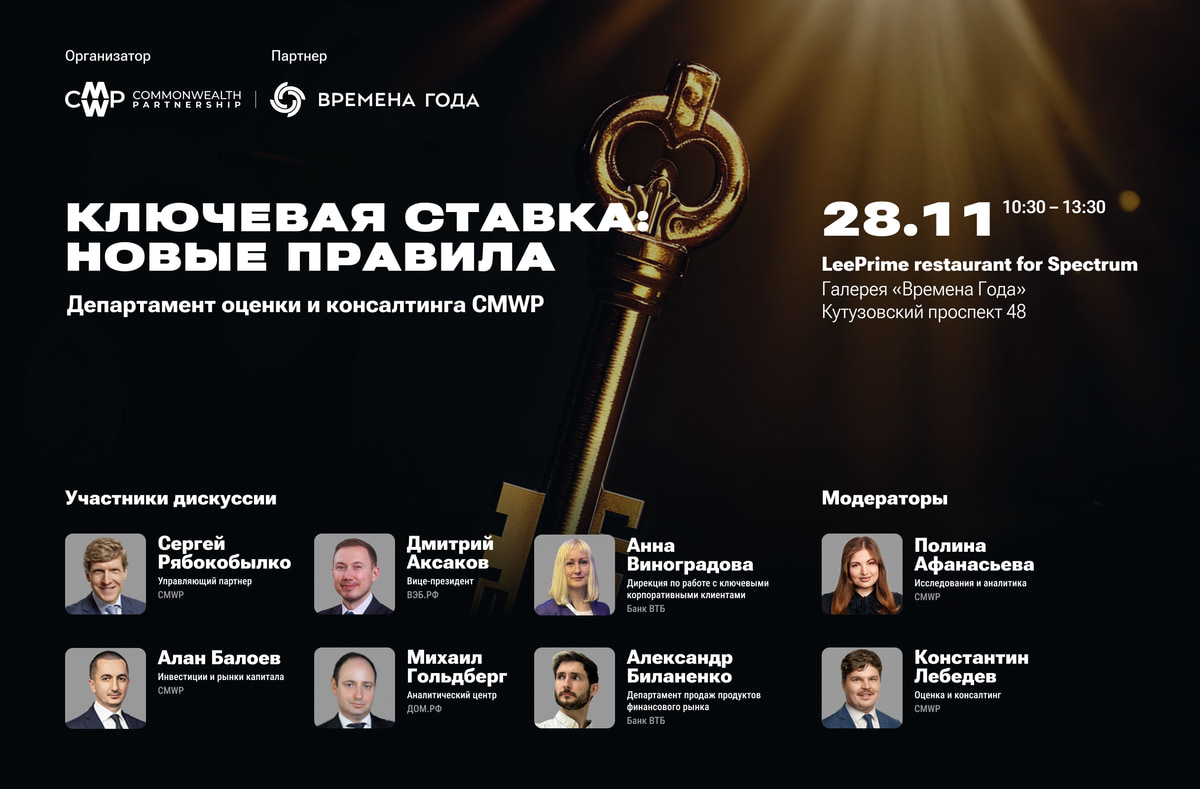 Организатор
Партнер
CMWP COMMONWEALTH PARTNERSHIP
ВРЕМЕНА ГОДА
КЛЮЧЕВАЯ СТАВКА:
НОВЫЕ ПРАВИЛА
Департамент оценки и консалтинга CMWP
28.11 10:30 – 13:30
LeePrime restaurant for Spectrum
Галерея «Времена Года»
Кутузовский проспект 48
Участники дискуссии
Сергей
Рябокобылко
Управляющий партнер
CMWP
Дмитрий
Аксаков
Вице-президент
ВЭБ.РФ
Анна
Виноградова
Дирекция по работе с ключевыми
корпоративными клиентами
Банк ВТБ
Алан Балоев
Инвестиции и рынки капитала
CMWP
Михаил
Гольдберг
Аналитический центр
ДОМ.РФ
Александр
Биланенко
Департамент продаж продуктов
финансового рынка
Банк ВТБ
Модераторы
Полина
Афанасьева
Исследования и аналитика
CMWP
Константин
Лебедев
Оценка и консалтинг
CMWP